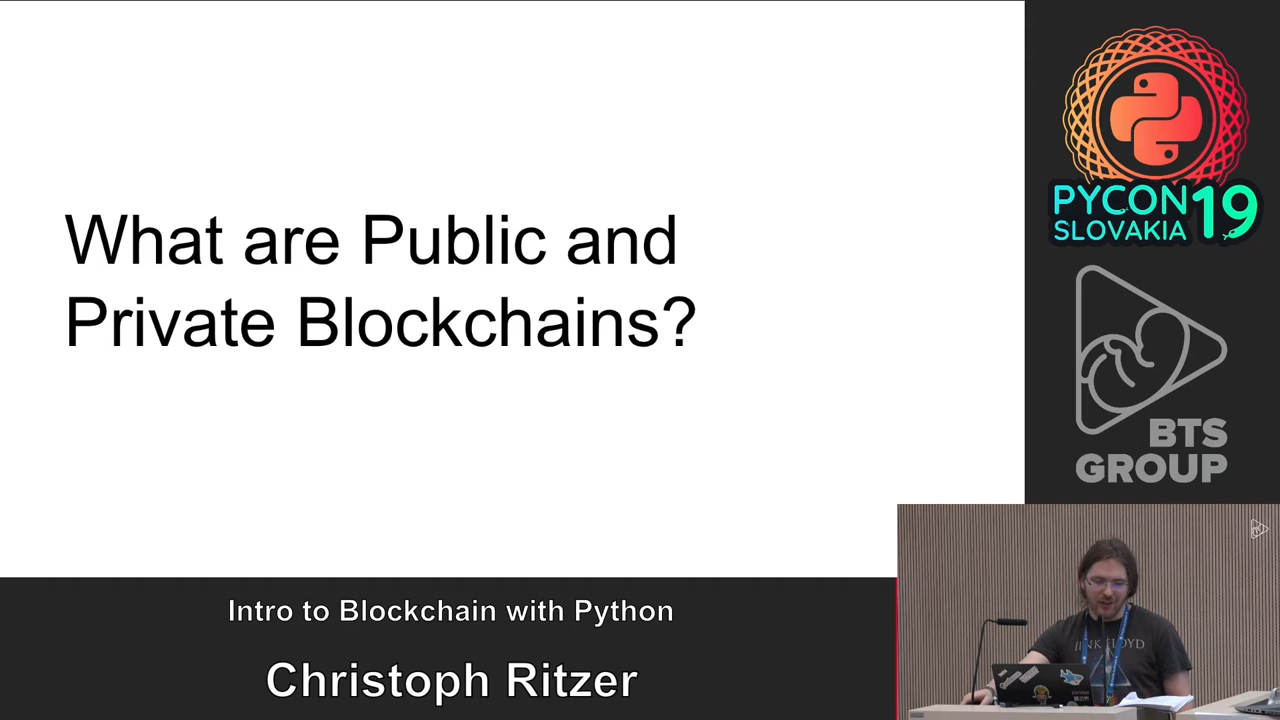 What are Public and
Private Blockchains?
PYCON 19
SLOVAKIA
BTS
GROUP
Intro to Blockchain with Python
Christoph Ritzer